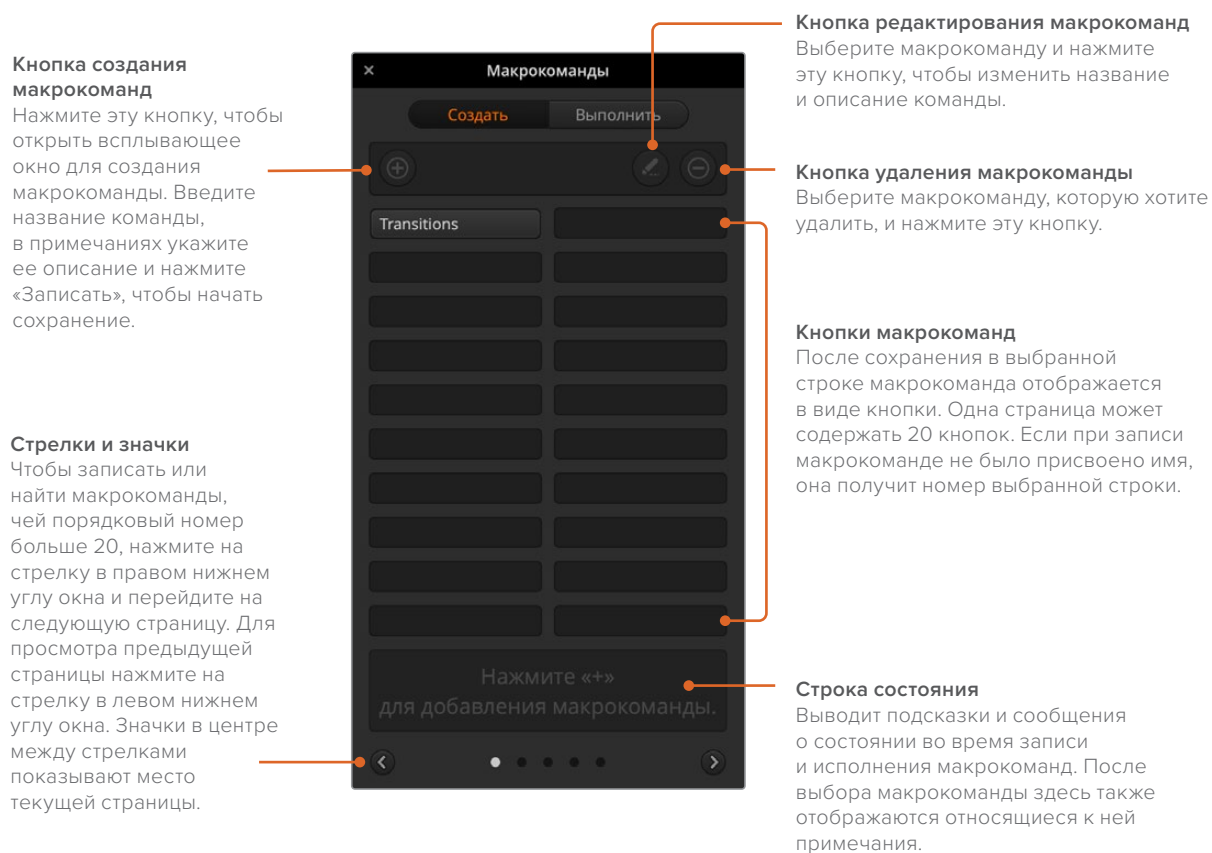 Кнопка создания
макрокоманд
Нажмите эту кнопку, чтобы
открыть всплывающее
окно для создания
макрокоманды. Введите
название команды,
в примечаниях укажите
ее описание и нажмите
«Записать», чтобы начать
сохранение.
Стрелки и значки
Чтобы записать или
найти макрокоманды,
чей порядковый номер
больше 20, нажмите на
стрелку в правом нижнем
углу окна и перейдите на
следующую страницу. Для
просмотра предыдущей
страницы нажмите на
стрелку в левом нижнем
углу окна. Значки в центре
между стрелками
показывают место
текущей страницы.
× Макрокоманды
Создать Выполнить
Transitions
Нажмите «+»
для добавления макрокоманды.
Кнопка редактирования макрокоманд
Выберите макрокоманду и нажмите
эту кнопку, чтобы изменить название
и описание команды.
Кнопка удаления макрокоманды
Выберите макрокоманду, которую хотите
удалить, и нажмите эту кнопку.
Кнопки макрокоманд
После сохранения в выбранной
строке макрокоманда отображается
в виде кнопки. Одна страница может
содержать 20 кнопок. Если при записи
макрокоманде не было присвоено имя,
она получит номер выбранной строки.
Строка состояния
Выводит подсказки и сообщения
о состоянии во время записи
и исполнения макрокоманд. После
выбора макрокоманды здесь также
отображаются относящиеся к ней
примечания.